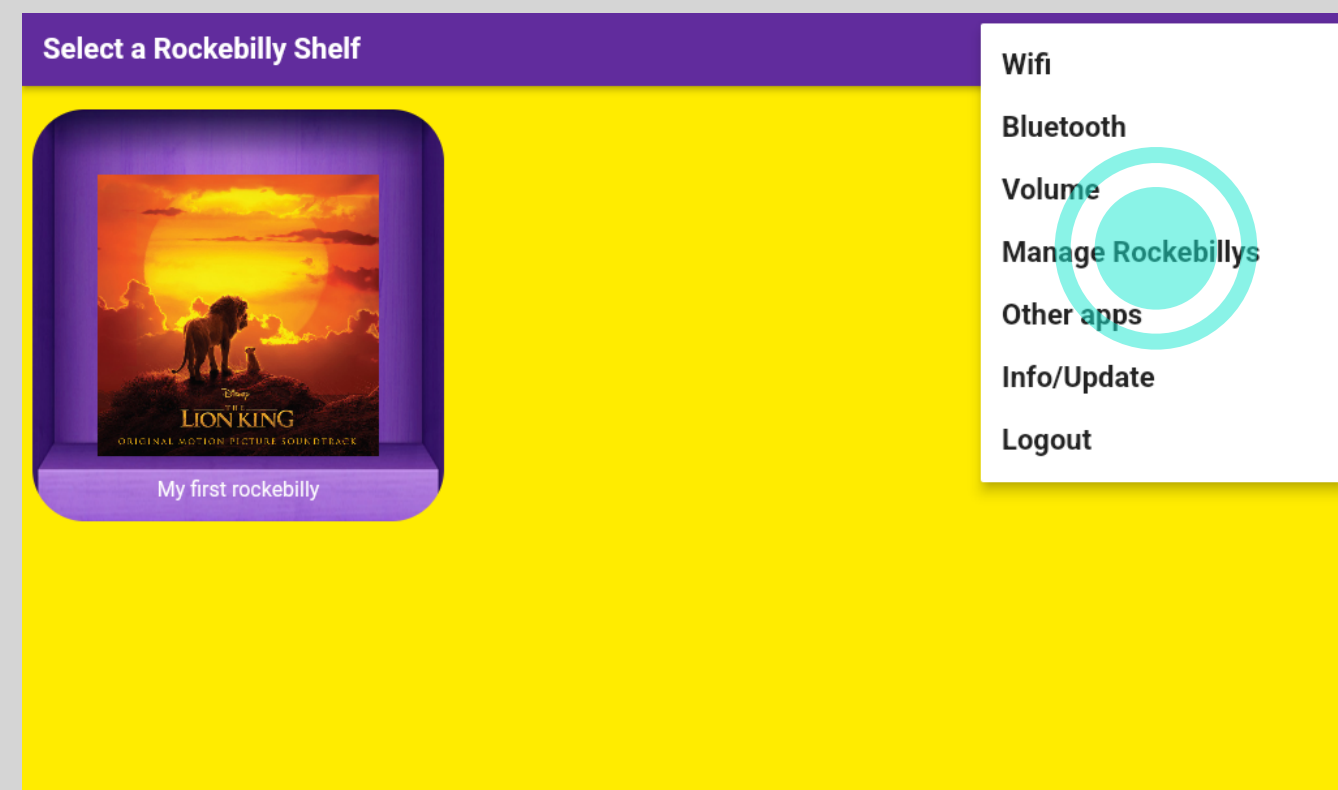 Select a Rockebilly Shelf
Wifi
Bluetooth
Volume
Manage Rockebillys
Other apps
Info/Update
Logout
Disney
THE
LION KING
ORIGINAL MOTION PICTURE SOUNDTRACK
My first rockebilly